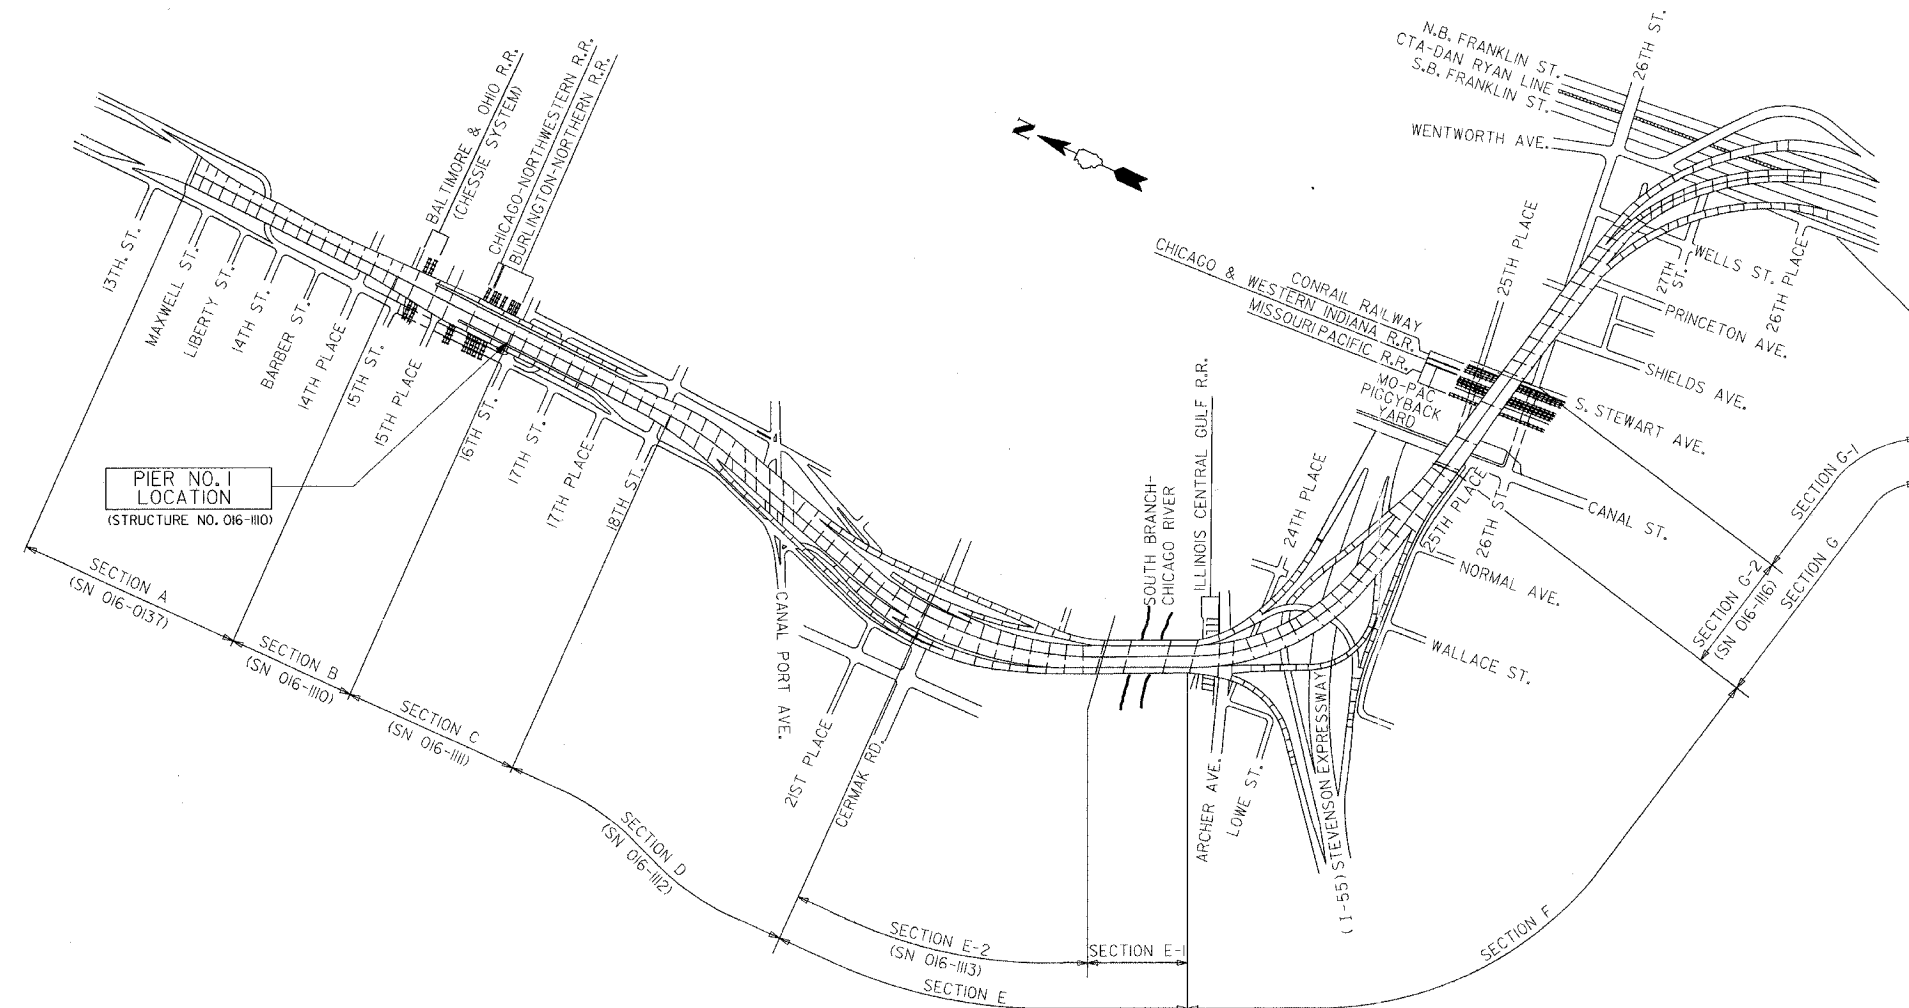 N.B. FRANKLIN ST.
CTA-DAN RYAN LINE
S.B. FRANKLIN ST.
26TH ST.
WENTWORTH AVE.
BALTIMORE & OHIO R.R.
(CHESSIE SYSTEM)
CHICAGO-NORTHWESTERN R.R.
BURLINGTON-NORTHERN R.R.
N
13TH. ST.
MAXWELL ST.
LIBERTY ST.
14TH ST.
BARBER ST.
14TH PLACE
15TH ST.
15TH PLACE
16TH ST.
17TH ST.
17TH PLACE
18TH ST.
PIER NO.1
LOCATION
(STRUCTURE NO. 016-1110)
25TH PLACE
CHICAGO &
WESTERN INDIANA R.R.
CONRAIL RAILWAY
MISSOURI PACIFIC R.R.
MO-PAC
PIGGYBACK
YARD
27TH
ST.
WELLS ST.
26TH PLACE
PRINCETON AVE.
SHIELDS AVE.
S. STEWART AVE.
CANAL ST.
25TH PLACE
26TH ST.
NORMAL AVE.
WALLACE ST.
24TH PLACE
ILLINOIS CENTRAL GULF R.R.
SOUTH BRANCH-
CHICAGO RIVER
CANAL PORT AVE.
21ST PLACE
CERMAK RD.
ARCHER AVE.
LOWE ST.
(I-55) STEVENSON EXPRESSWAY
SECTION A
(SN 016-0137)
SECTION B
(SN 016-1110)
SECTION C
(SN 016-1111)
SECTION D
(SN 016-1112)
SECTION E-2
(SN 016-1113)
SECTION E-1
SECTION E
SECTION F
SECTION G-2
(SN 016-1116)
SECTION G-1
SECTION G